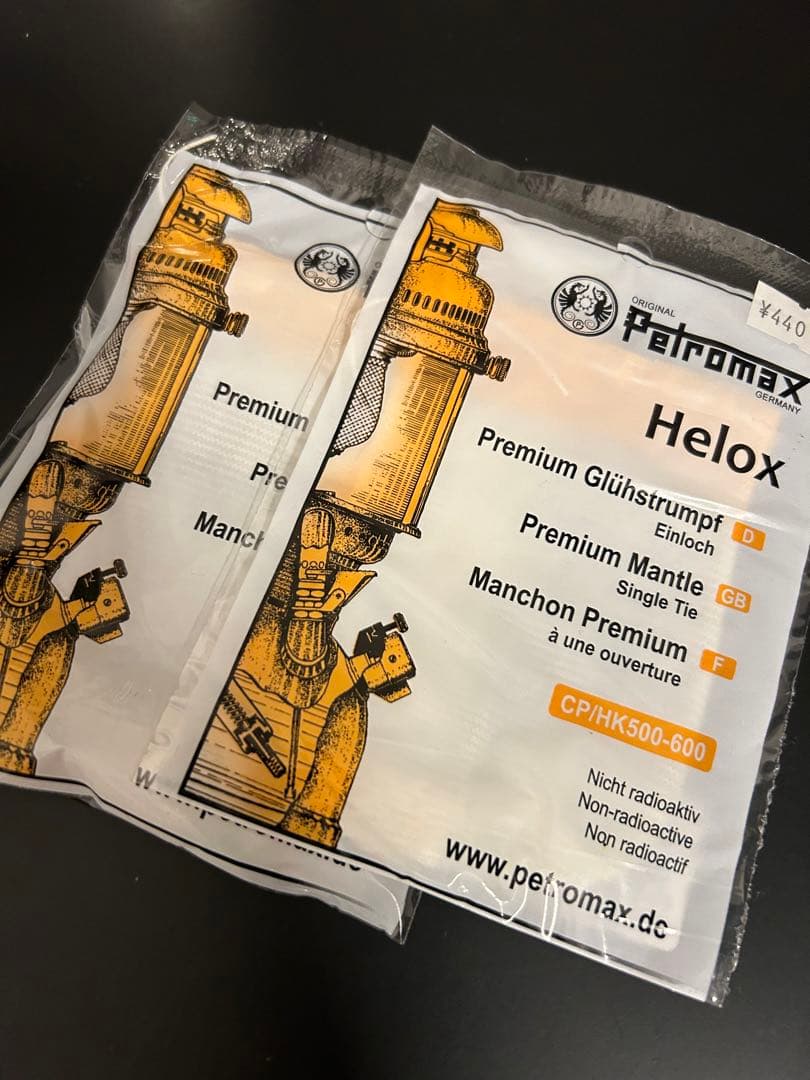 ORIGINAL
Petromax
GERMANY
¥440
Helox
Premium Glühstrumpf D
Einloch
Premium Mantle GB
Single Tie
Manchon Premium F
à une ouverture
CP/HK500-600
Nicht radioaktiv
Non-radioactive
Non radioactif
www.petromax.de
Premium
Pre
Manch